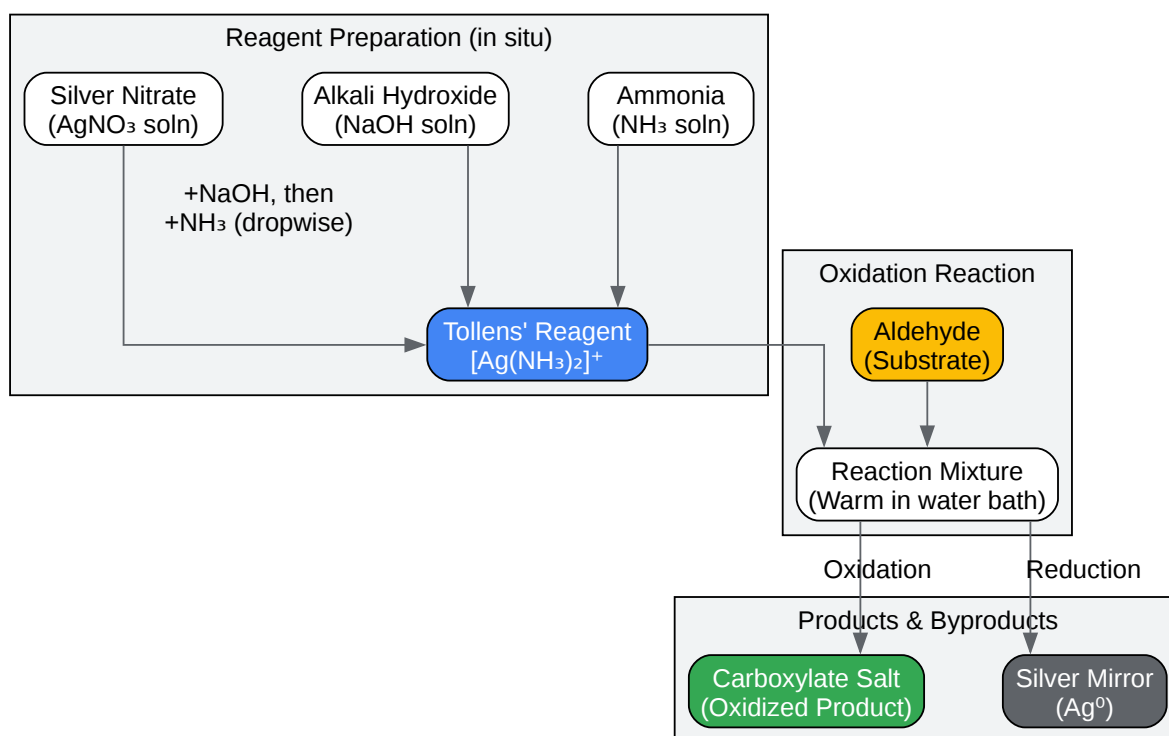 Reagent Preparation (in situ)
Silver Nitrate
(AgNO₃ soln)
Alkali Hydroxide
(NaOH soln)
Ammonia
(NH₃ soln)
+NaOH, then
+NH₃ (dropwise)
Tollens' Reagent
[Ag(NH₃)₂]⁺
Oxidation Reaction
Aldehyde
(Substrate)
Reaction Mixture
(Warm in water bath)
Oxidation
Reduction
Products & Byproducts
Carboxylate Salt
(Oxidized Product)
Silver Mirror
(Ag⁰)